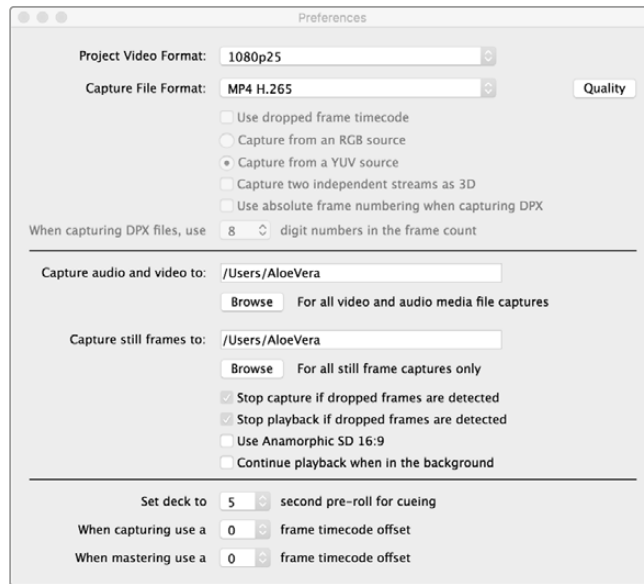 Preferences
Project Video Format: 1080p25
Capture File Format: MP4 H.265 Quality
Use dropped frame timecode
Capture from an RGB source
Capture from a YUV source
Capture two independent streams as 3D
Use absolute frame numbering when capturing DPX
When capturing DPX files, use 8 digit numbers in the frame count
Capture audio and video to: /Users/AloeVera
Browse For all video and audio media file captures
Capture still frames to: /Users/AloeVera
Browse For all still frame captures only
Stop capture if dropped frames are detected
Stop playback if dropped frames are detected
Use Anamorphic SD 16:9
Continue playback when in the background
Set deck to 5 second pre-roll for cueing
When capturing use a 0 frame timecode offset
When mastering use a 0 frame timecode offset